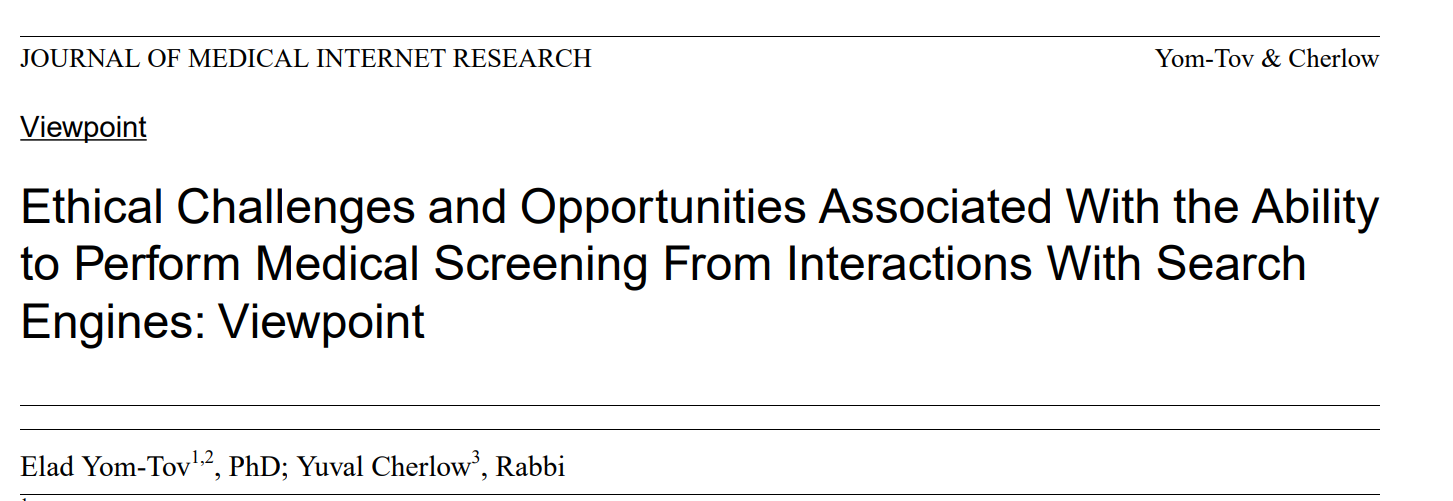 JOURNAL OF MEDICAL INTERNET RESEARCH Yom-Tov & Cherlow
Viewpoint
Ethical Challenges and Opportunities Associated With the Ability
to Perform Medical Screening From Interactions With Search
Engines: Viewpoint
Elad Yom-Tov1,2, PhD; Yuval Cherlow3, Rabbi